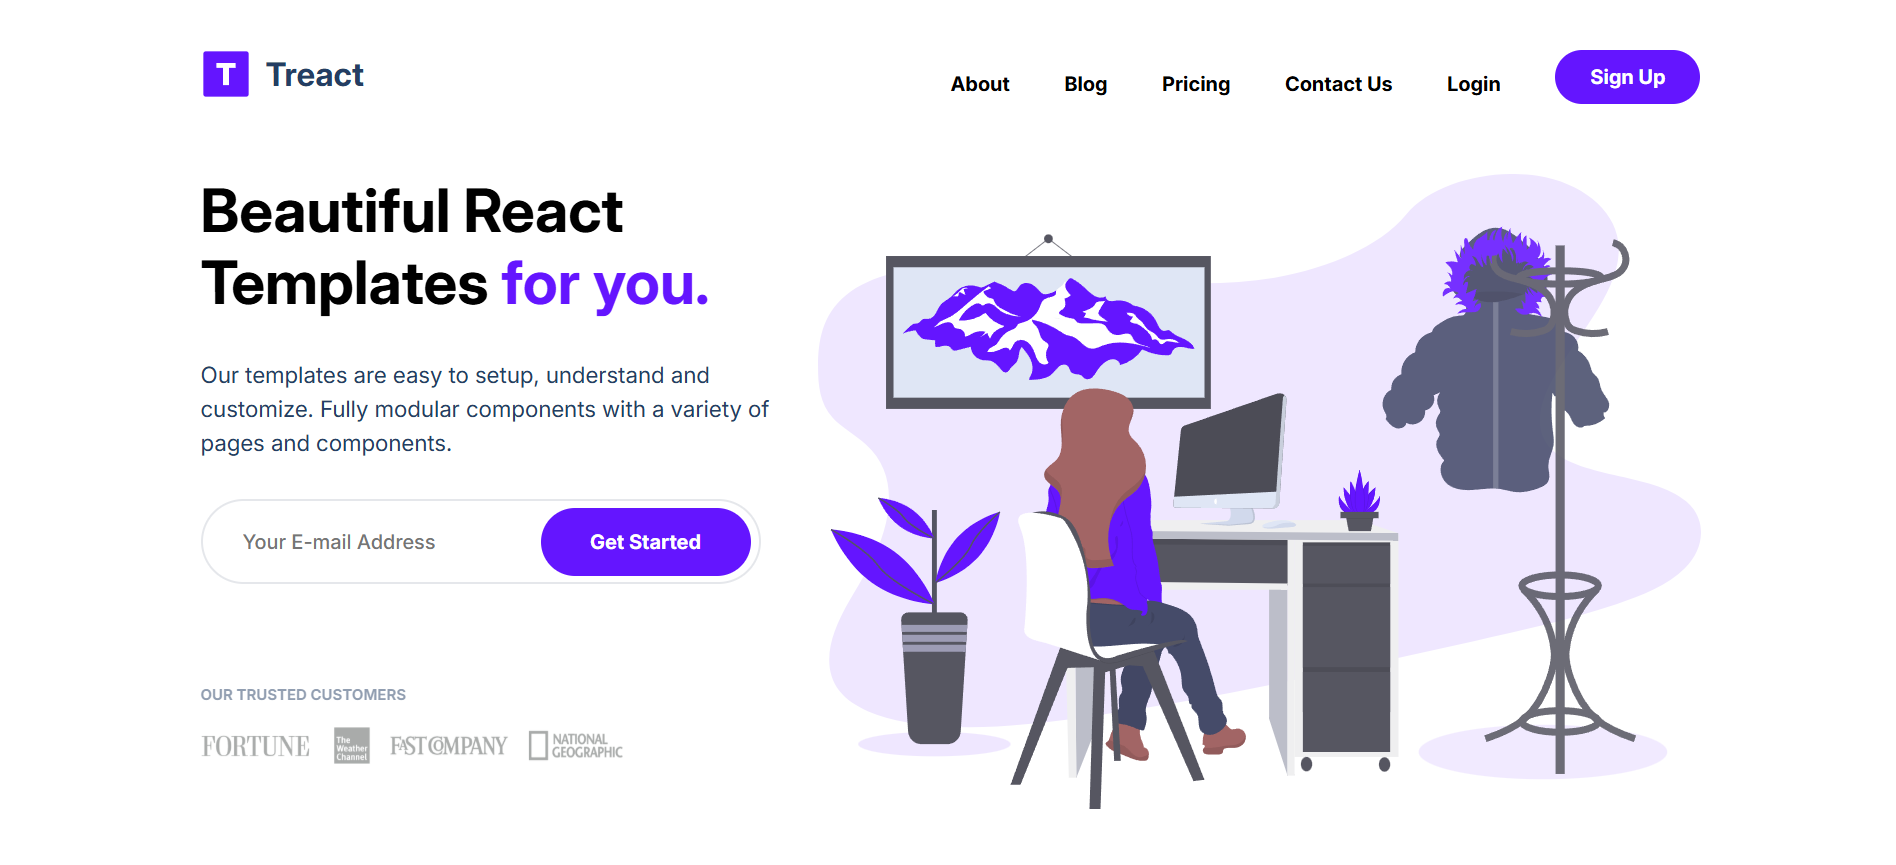 T Treact
About Blog Pricing Contact Us Login Sign Up
Beautiful React
Templates for you.
Our templates are easy to setup, understand and
customize. Fully modular components with a variety of
pages and components.
Your E-mail Address Get Started
OUR TRUSTED CUSTOMERS
FORTUNE
The
Weather
Channel
FAST COMPANY
NATIONAL
GEOGRAPHIC